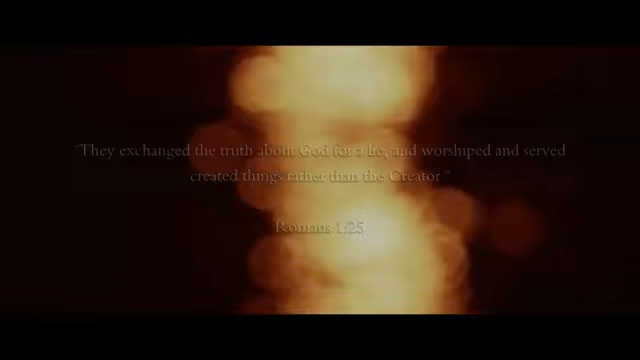 "They exchanged the truth about God for a lie, and worshiped and served
created things rather than the Creator."
Romans 1:25